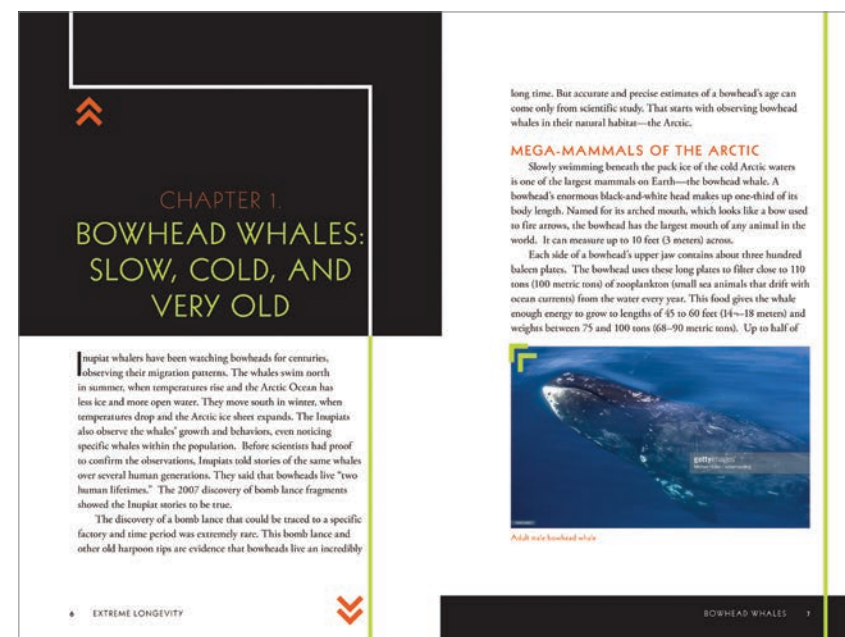 CHAPTER 1.
BOWHEAD WHALES:
SLOW, COLD, AND
VERY OLD
Inupiat whalers have been watching bowheads for centuries,
observing their migration patterns. The whales swim north
in summer, when temperatures rise and the Arctic Ocean has
less ice and more open water. They move south in winter, when
temperatures drop and the Arctic ice sheet expands. The Inupiats
also observe the whales' growth and behaviors, even noticing
specific whales within the population. Before scientists had proof
to confirm the observations, Inupiats told stories of the same whales
over several human generations. They said that bowheads live “two
human lifetimes.” The 2007 discovery of bomb lance fragments
showed the Inupiat stories to be true.
The discovery of a bomb lance that could be traced to a specific
factory and time period was extremely rare. This bomb lance and
other old harpoon tips are evidence that bowheads live an incredibly
6 EXTREME LONGEVITY
long time. But accurate and precise estimates of a bowhead's age can
come only from scientific study. That starts with observing bowhead
whales in their natural habitat—the Arctic.
MEGA-MAMMALS OF THE ARCTIC
Slowly swimming beneath the pack ice of the cold Arctic waters
is one of the largest mammals on Earth—the bowhead whale. A
bowhead's enormous black-and-white head makes up one-third of its
body length. Named for its arched mouth, which looks like a bow used
to fire arrows, the bowhead has the largest mouth of any animal in the
world. It can measure up to 10 feet (3 meters) across.
Each side of a bowhead's upper jaw contains about three hundred
baleen plates. The bowhead uses these long plates to filter close to 110
tons (100 metric tons) of zooplankton (small sea animals that drift with
ocean currents) from the water every year. This food gives the whale
enough energy to grow to lengths of 45 to 60 feet (14¬–18 meters) and
weights between 75 and 100 tons (68–90 metric tons). Up to half of
gettyimages
Adult male bowhead whale
BOWHEAD WHALES 7